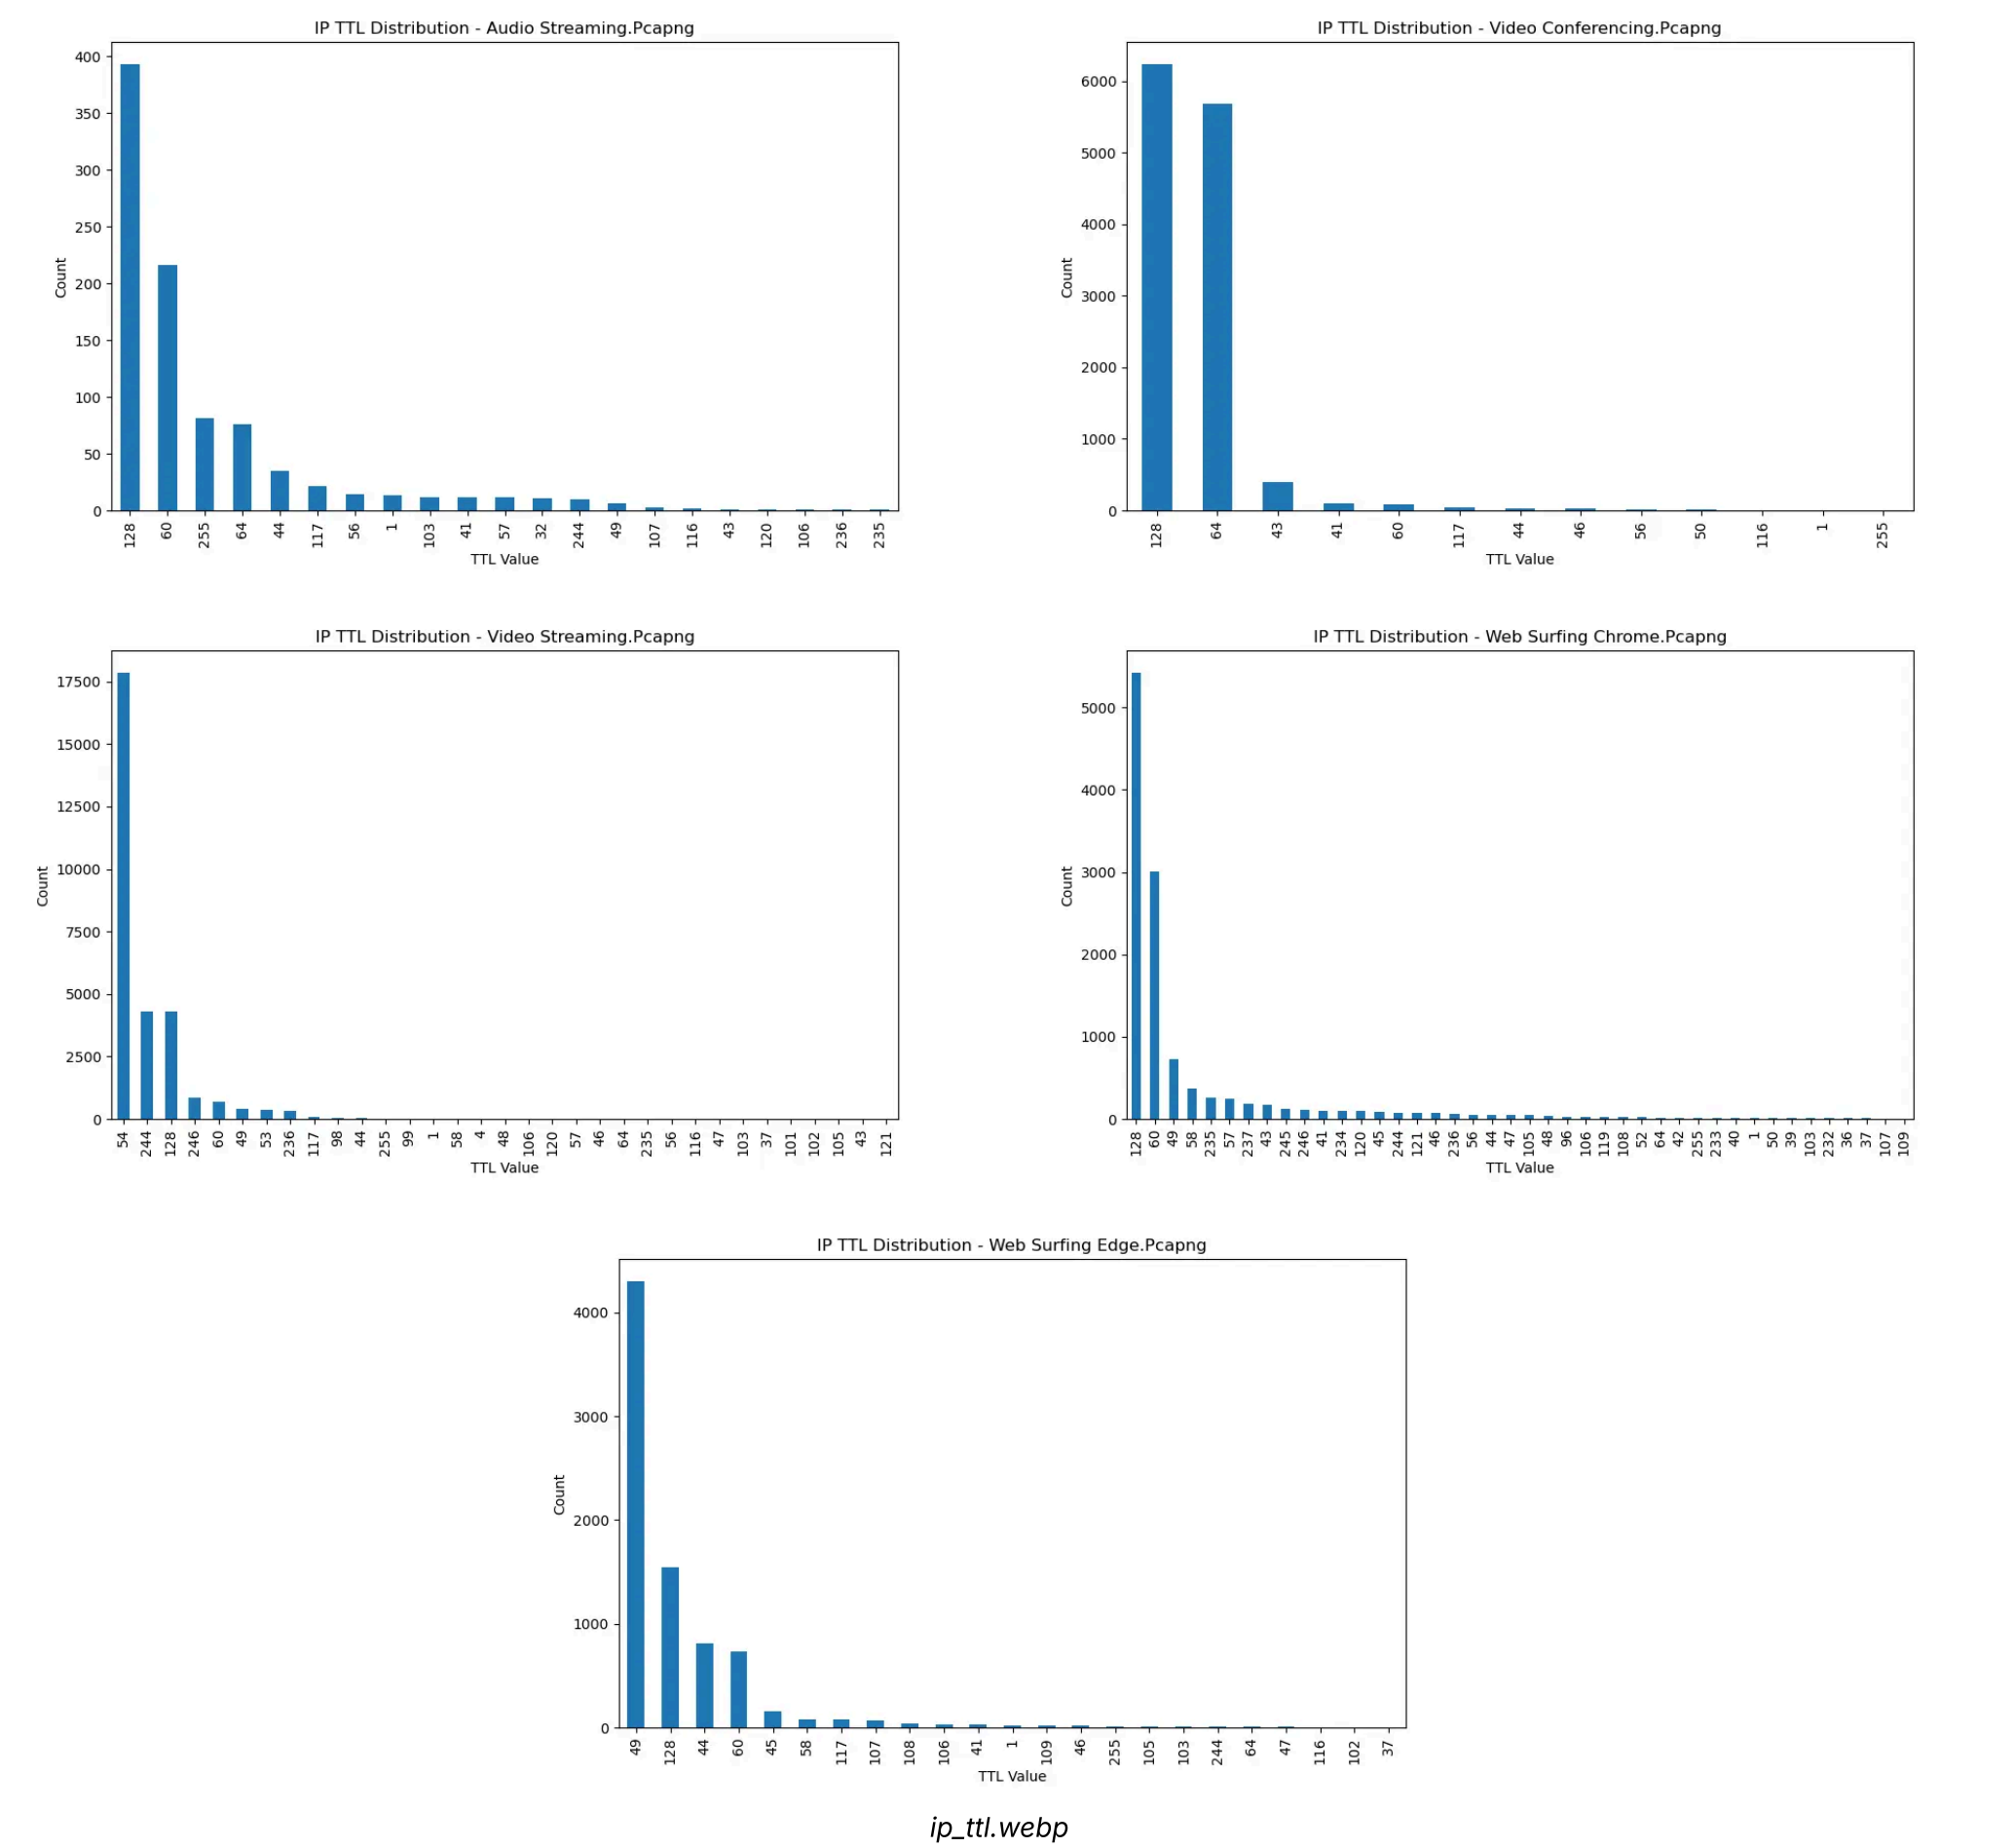 IP TTL Distribution - Audio Streaming.Pcapng
400
350
300
250
200
150
100
50
0
Count
128 60 255 64 44 117 56 1 103 41 57 32 244 49 107 116 43 120 106 236 235
TTL Value
IP TTL Distribution - Video Conferencing.Pcapng
6000
5000
4000
3000
2000
1000
0
Count
128 64 43 41 60 117 44 46 56 50 116 1 255
TTL Value
IP TTL Distribution - Video Streaming.Pcapng
17500
15000
12500
10000
7500
5000
2500
0
Count
54 244 128 246 60 49 53 236 117 98 44 255 99 1 58 4 48 106 120 57 46 64 235 56 116 47 103 37 101 102 105 43 121
TTL Value
IP TTL Distribution - Web Surfing Chrome.Pcapng
5000
4000
3000
2000
1000
0
Count
128 60 49 58 235 57 237 43 245 246 41 234 120 45 244 121 46 236 56 44 47 105 48 96 106 119 108 52 64 42 255 233 40 1 50 39 103 232 36 37 107 109
TTL Value
IP TTL Distribution - Web Surfing Edge.Pcapng
4000
3000
2000
1000
0
Count
49 128 44 60 45 58 117 107 108 106 41 1 109 46 255 105 103 244 64 47 116 102 37
TTL Value
ip_ttl.webp